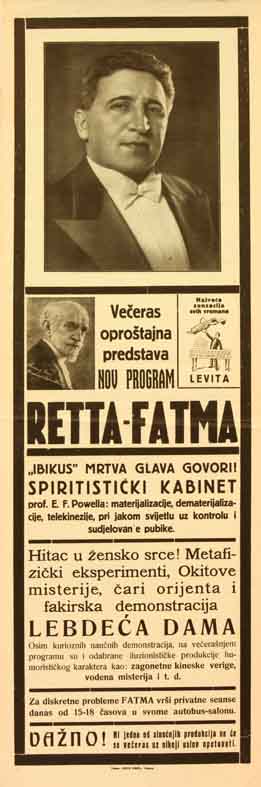 Večeras
oproštajna
predstava
NOV PROGRAM
Najveća
senzacija
svih vremena
LEVITA
RETTA-FATMA
„IBIKUS” MRTVA GLAVA GOVORI!
SPIRITISTIČKI KABINET
prof. E. F. Powella: materijalizacije, dematerijaliza-
cije, telekinezije, pri jakom svijetlu uz kontrolu i
sudjelovanje pubike.
Hitac u žensko srce! Metafi-
zički eksperimenti, Okitove
misterije, čari orijenta i
fakirska demonstracija
LEBDEĆA DAMA
Osim kurioznih naučnih demonstracija, na večerašnjem
programu su i odabrane iluzionističke produkcije hu-
morističkog karaktera kao: zagonetne kineske verige,
vodena misterija i t. d.
Za diskretne probleme FATMA vrši privatne seanse
danas od 15-18 časova u svome autobus-salonu.
VAŽNO!
Ni jedno od sinoćnjih produkcija ne će
se večeras uz nikoji uslov opetovati.